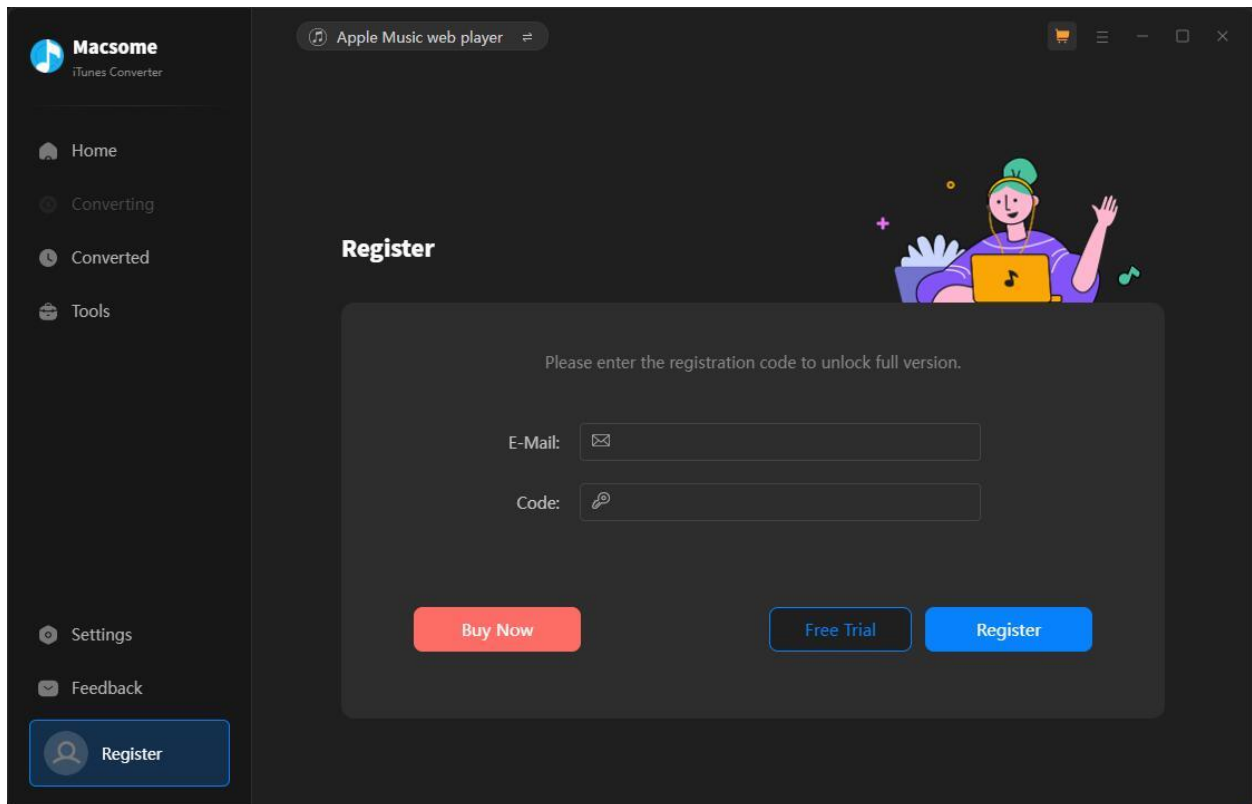 Macsome
iTunes Converter
Apple Music web player
Home
Converting
Converted
Tools
Register
Please enter the registration code to unlock full version.
E-Mail:
Code:
Buy Now
Free Trial
Register
Settings
Feedback
Register